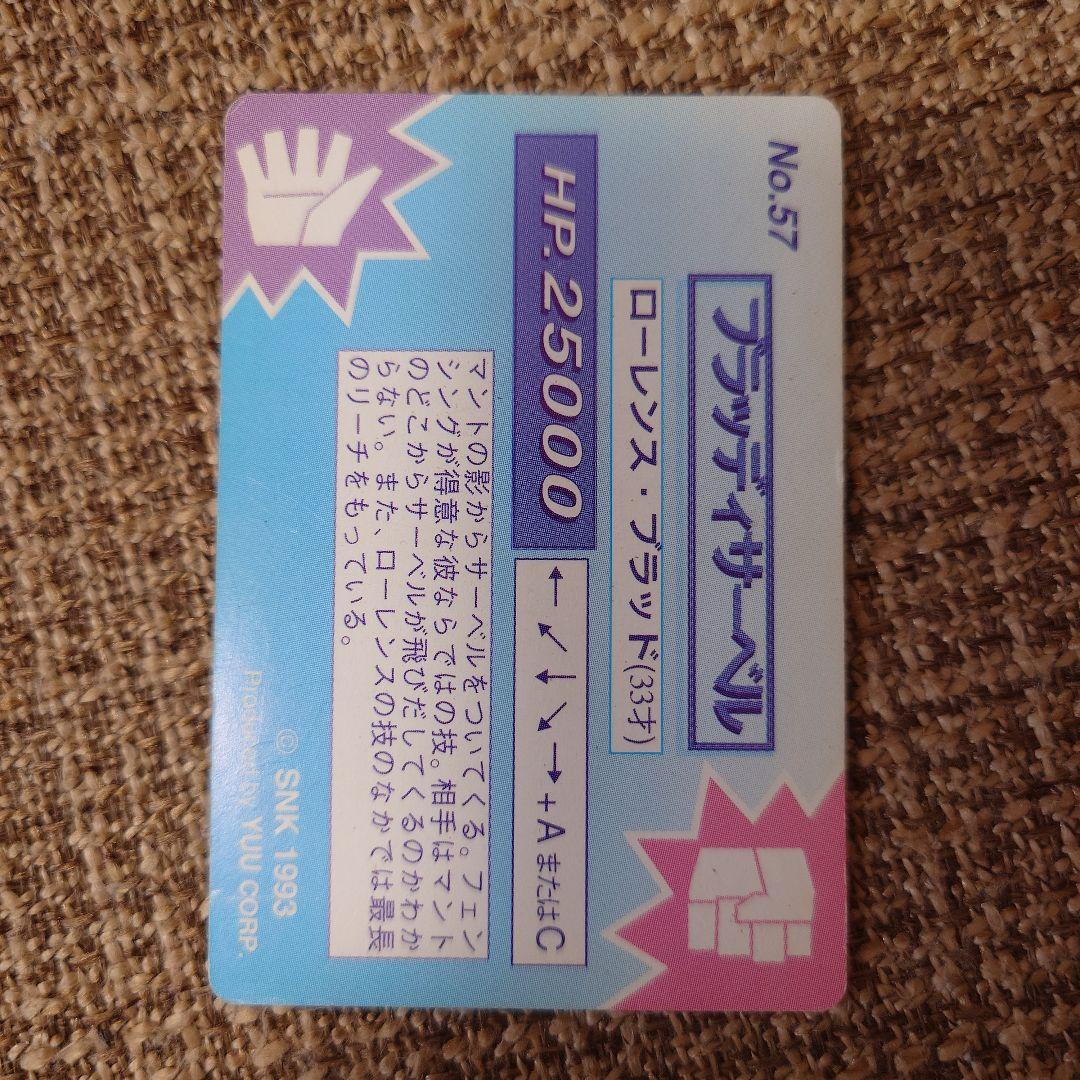 No.57
ブラッディサーベル
ローレンス・ブラッド(33才)
HP.25000
←↙↓↘→+AまたはC
マントの影からサーベルをついてくる。フェン
シングが得意な彼ならではの技。相手はマント
のどこからサーベルが飛びだしてくるのかわか
らない。また、ローレンスの技のなかでは最長
のリーチをもっている。
© SNK 1993
Produced by YUU CORP.